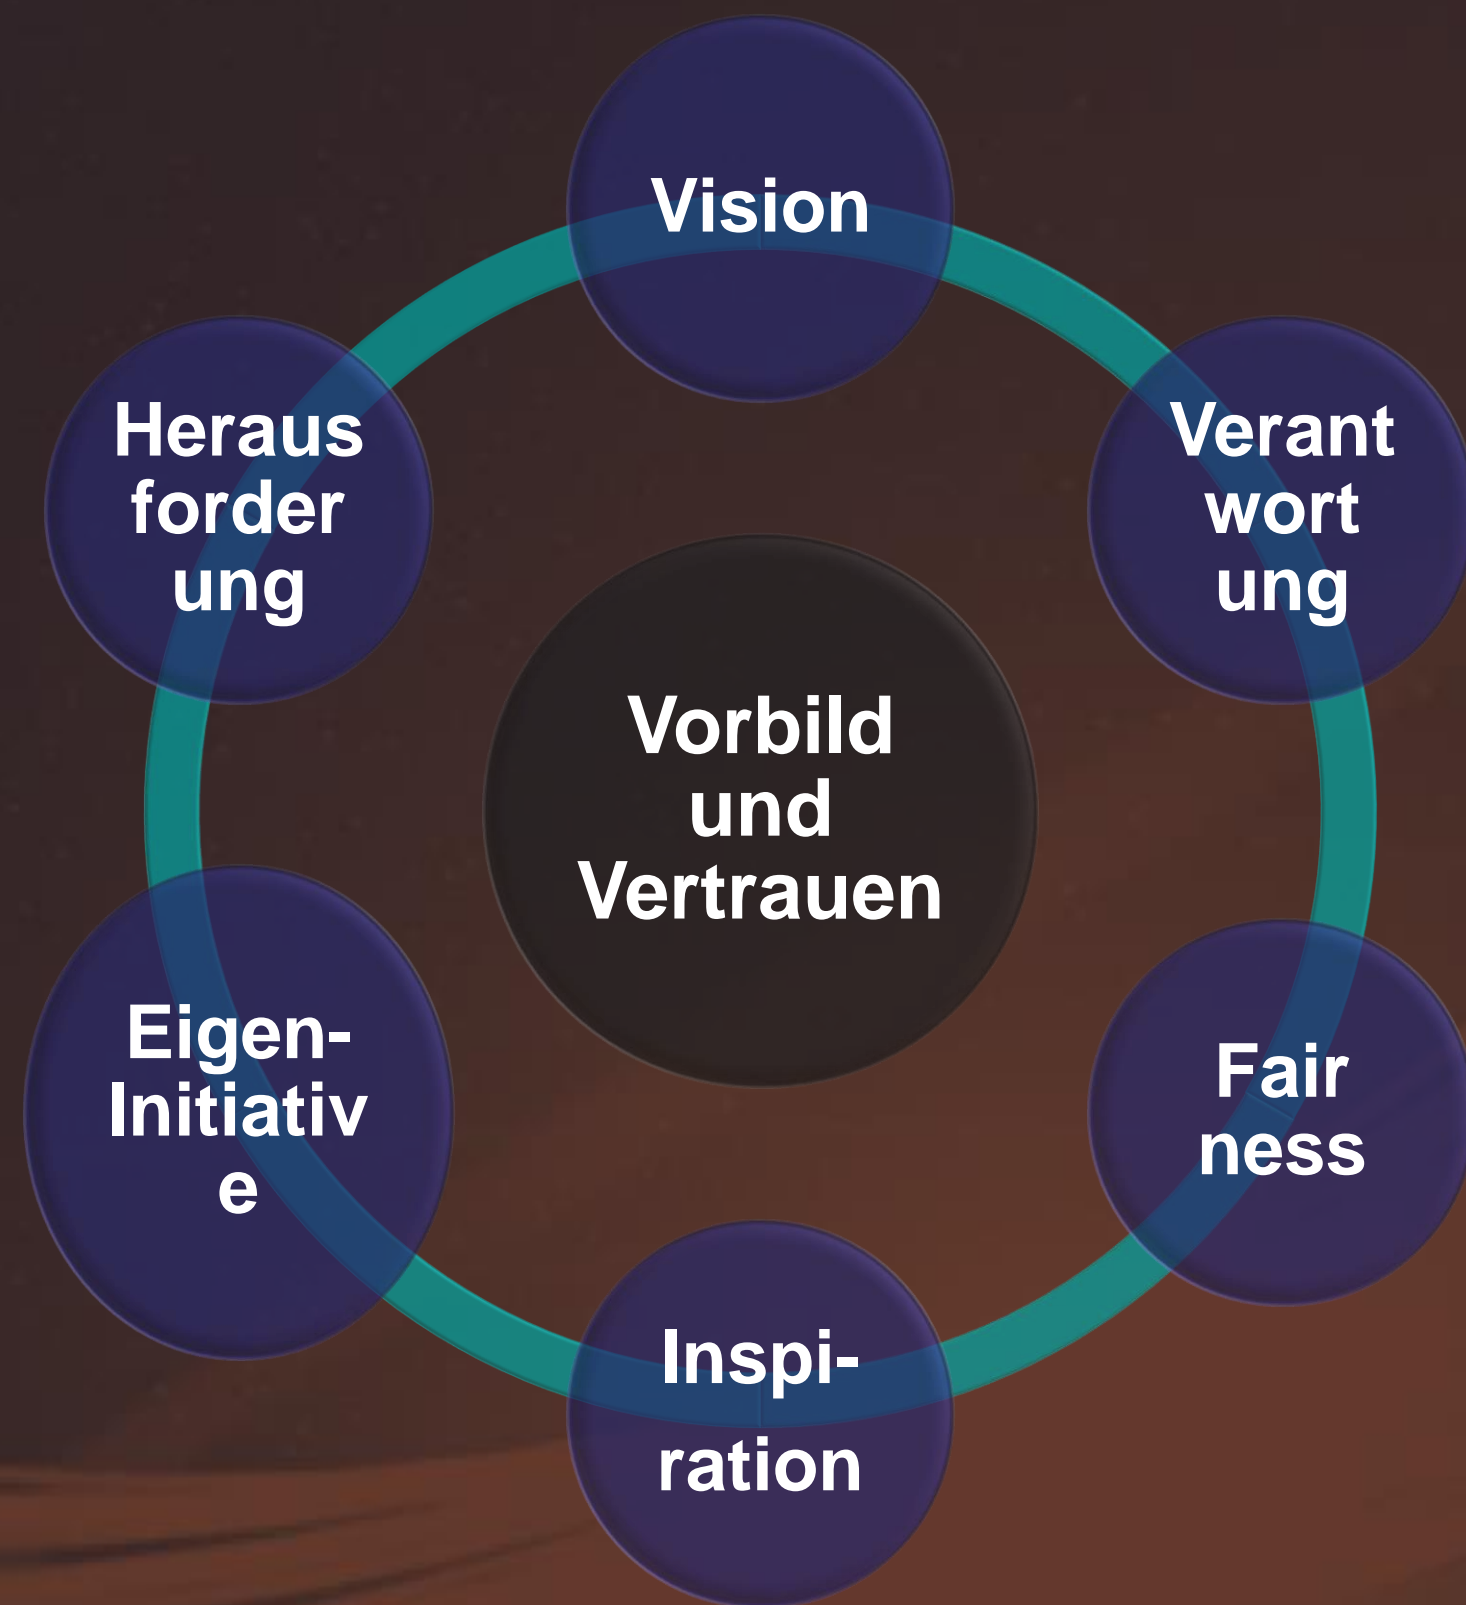 Vision
Verant
wort
ung
Fair
ness
Inspi-
ration
Eigen-
Initiativ
e
Heraus
forder
ung
Vorbild
und
Vertrauen